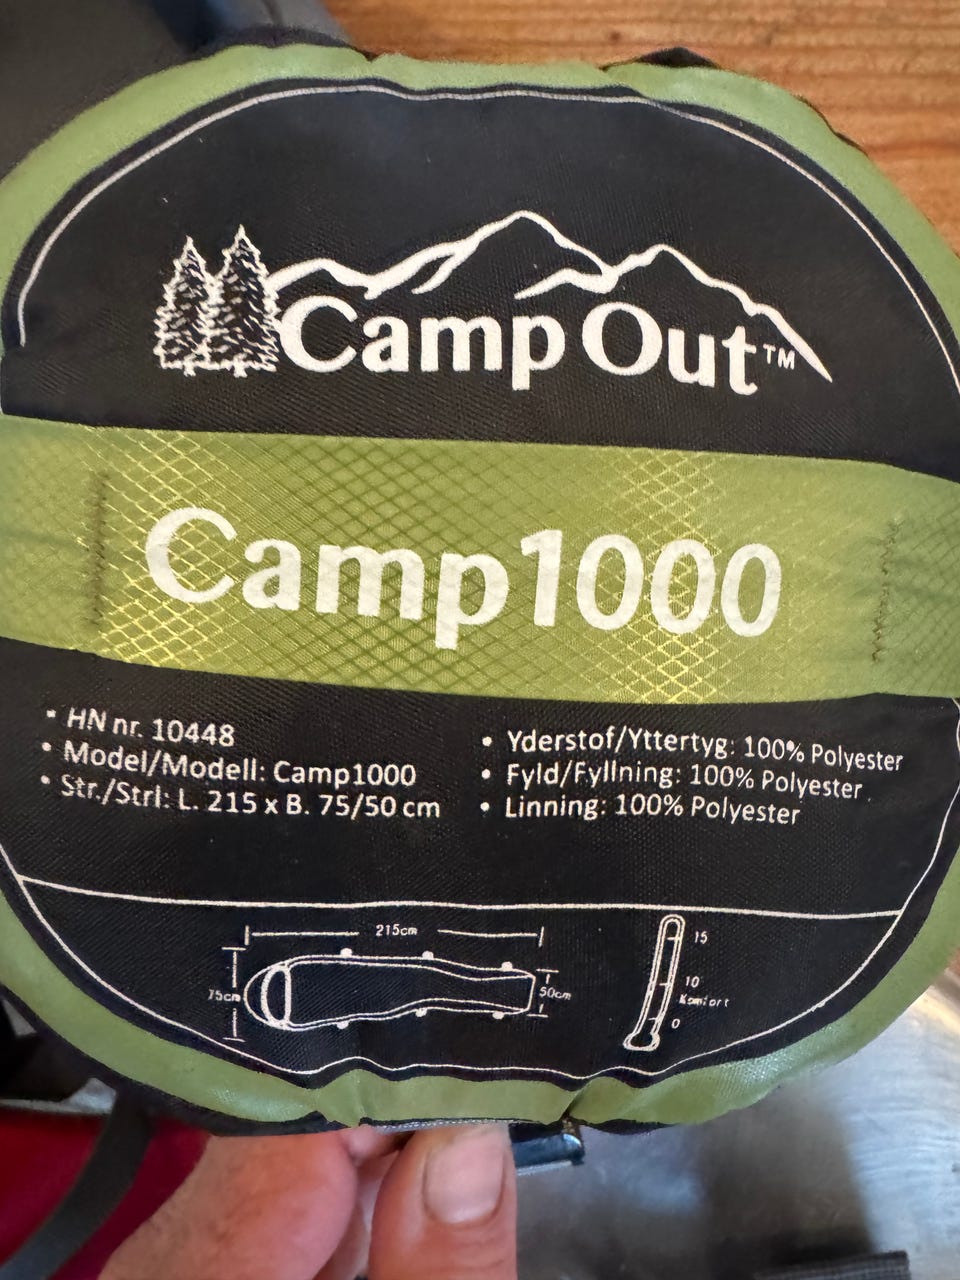 Camp Out™
Camp1000
• HN nr. 10448
• Model/Modell: Camp1000
• Str./Strl: L. 215 x B. 75/50 cm
• Yderstof/Yttertyg: 100% Polyester
• Fyld/Fyllning: 100% Polyester
• Linning: 100% Polyester
215cm
75cm
50cm
15
10
Komfort
0